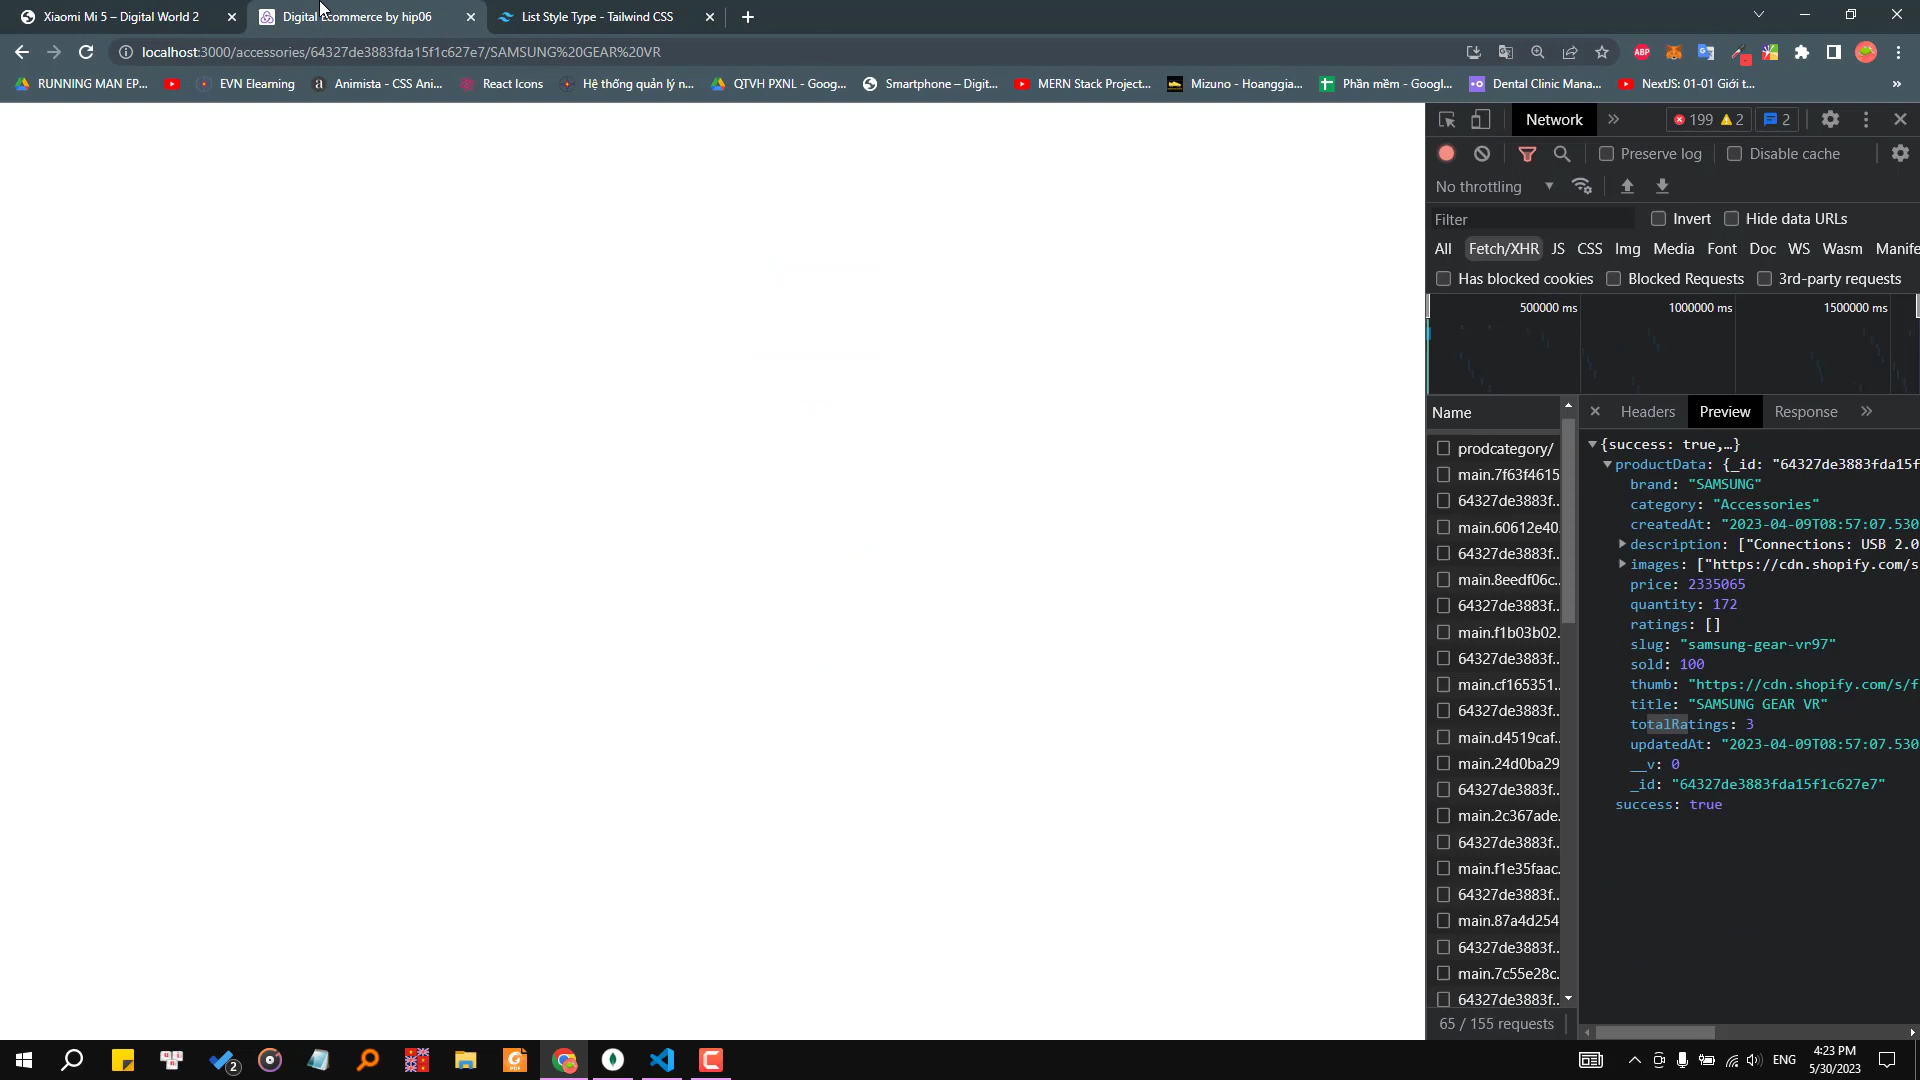 Xiaomi Mi 5 – Digital World 2
Digital Ecommerce by hip06
List Style Type - Tailwind CSS
localhost:3000/accessories/64327de3883fda15f1c627e7/SAMSUNG%20GEAR%20VR
ABP
RUNNING MAN EP...
EVN Elearning
Animista - CSS Ani...
React Icons
Hệ thống quản lý n...
QTVH PXNL - Goog...
Smartphone – Digit...
MERN Stack Project...
Mizuno - Hoanggia...
Phần mềm - Googl...
Dental Clinic Mana...
NextJS: 01-01 Giới t...
Network
199
2
2
Preserve log
Disable cache
No throttling
Filter
Invert
Hide data URLs
All
Fetch/XHR
JS
CSS
Img
Media
Font
Doc
WS
Wasm
Manife
Has blocked cookies
Blocked Requests
3rd-party requests
500000 ms
1000000 ms
1500000 ms
Name
Headers
Preview
Response
prodcategory/
main.7f63f4615
64327de3883f...
main.60612e40.
64327de3883f...
main.8eedf06c...
64327de3883f...
main.f1b03b02.
64327de3883f...
main.cf165351...
64327de3883f...
main.d4519caf...
main.24d0ba29
64327de3883f...
main.2c367ade.
64327de3883f...
main.f1e35faac.
64327de3883f...
main.87a4d254
64327de3883f...
main.7c55e28c.
64327de3883f...
{success: true,…}
productData: {_id: "64327de3883fda15f
brand: "SAMSUNG"
category: "Accessories"
createdAt: "2023-04-09T08:57:07.530
description: ["Connections: USB 2.0
images: ["https://cdn.shopify.com/s
price: 2335065
quantity: 172
ratings: []
slug: "samsung-gear-vr97"
sold: 100
thumb: "https://cdn.shopify.com/s/f
title: "SAMSUNG GEAR VR"
totalRatings: 3
updatedAt: "2023-04-09T08:57:07.530
__v: 0
_id: "64327de3883fda15f1c627e7"
success: true
65 / 155 requests
2
ENG
4:23 PM
5/30/2023